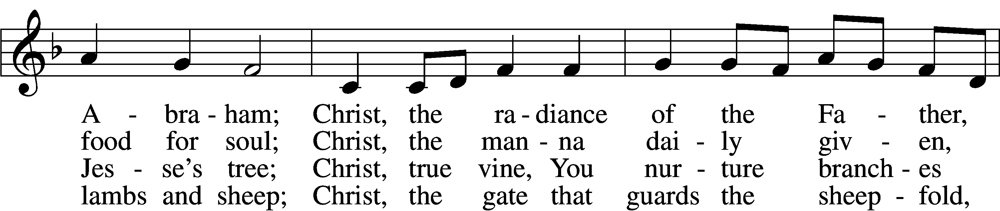 A - bra - ham; Christ, the ra - diance of the Fa - ther,
food for soul; Christ, the man - na dai - ly giv - en,
Jes - se’s tree; Christ, true vine, You nur - ture branch - es
lambs and sheep; Christ, the gate that guards the sheep - fold,